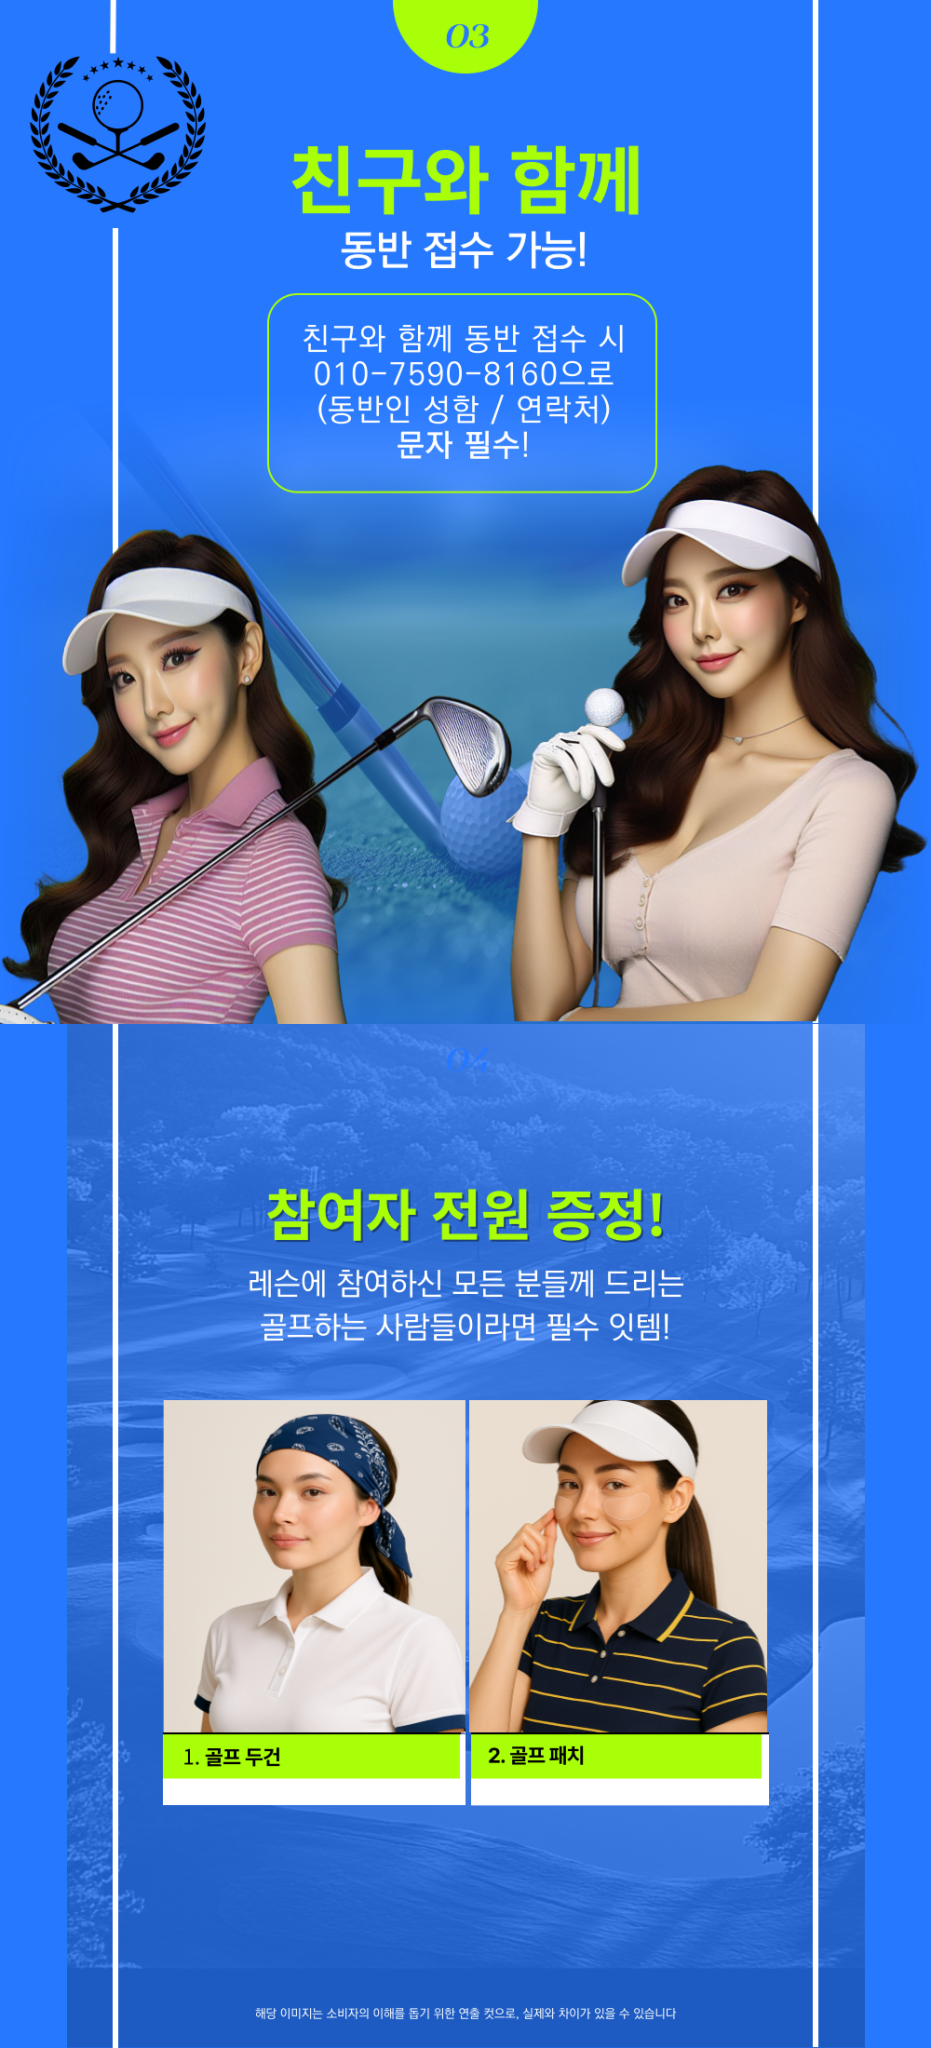 03
친구와 함께
동반 접수 가능!
친구와 함께 동반 접수 시
010-7590-8160으로
(동반인 성함 / 연락처)
문자 필수!
04
참여자 전원 증정!
레슨에 참여하신 모든 분들께 드리는
골프하는 사람들이라면 필수 잇템!
1. 골프 두건
2. 골프 패치
해당 이미지는 소비자의 이해를 돕기 위한 연출 컷으로, 실제와 차이가 있을 수 있습니다